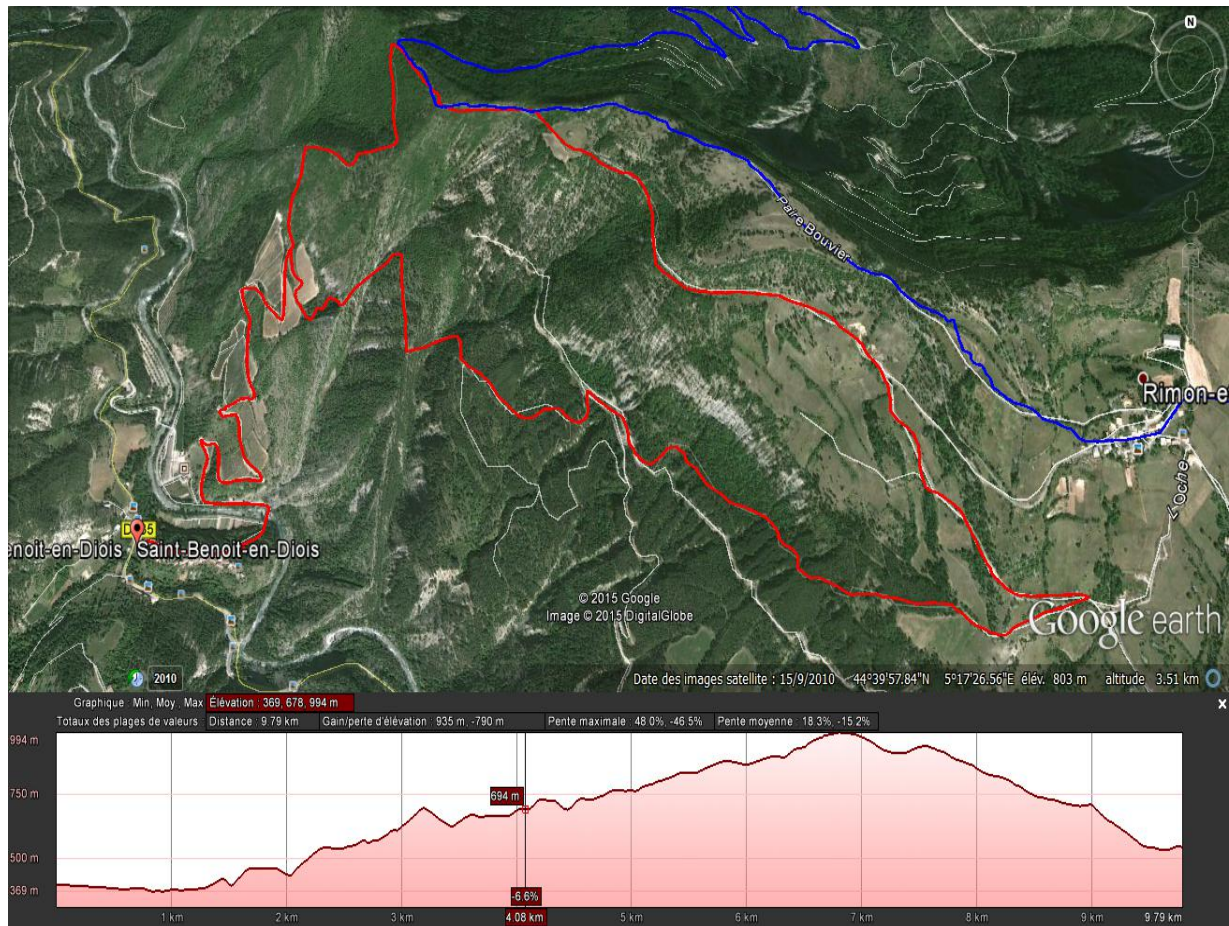 N
Paire Bouvier
Rimon-e
L'Oche
D135
enoit-en-Diois Saint-Benoit-en-Diois
© 2015 Google
Image © 2015 DigitalGlobe
Google earth
2010
Date des images satellite : 15/9/2010 44°39'57.84"N 5°17'26.56"E élév. 803 m altitude 3.51 km
Graphique : Min, Moy, Max Élévation : 369, 678, 994 m
Totaux des plages de valeurs Distance : 9.79 km Gain/perte d'élévation : 935 m, -790 m Pente maximale : 48.0%, -46.5% Pente moyenne : 18.3%, -15.2%
994 m
750 m
694 m
500 m
369 m
-6.6%
1 km 2 km 3 km 4.08 km 5 km 6 km 7 km 8 km 9 km 9.79 km